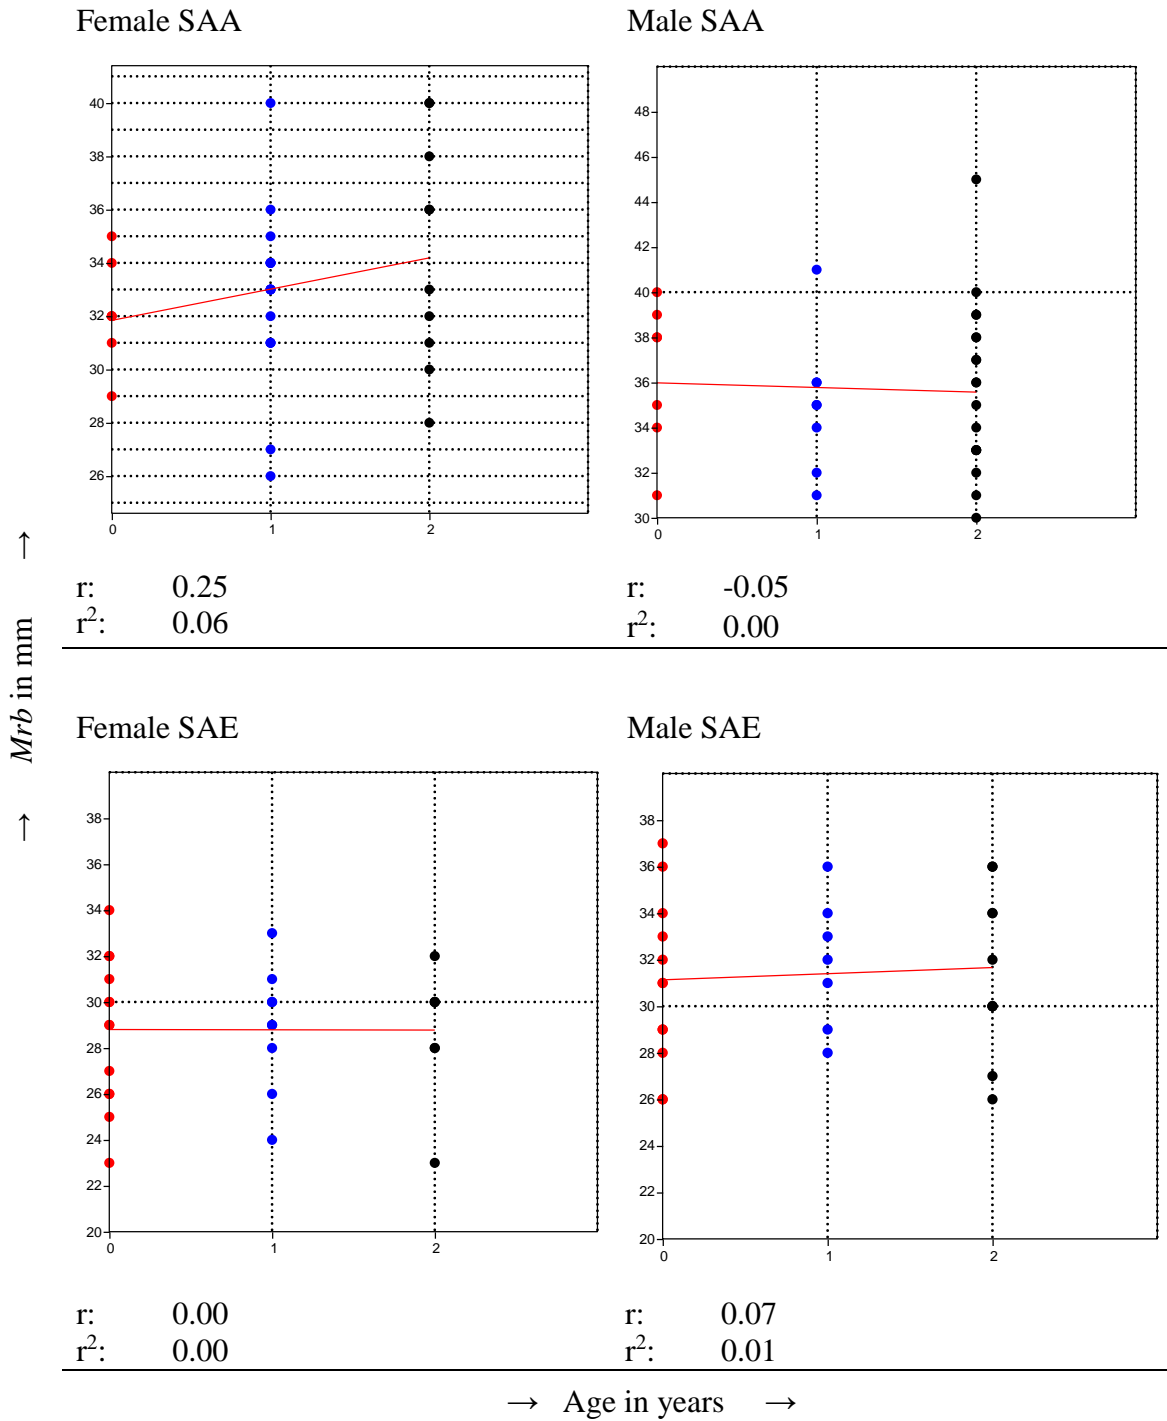 Female SAA
40
38
36
34
32
30
28
26
0 1 2
r: 0.25
r²: 0.06
Male SAA
48
46
44
42
40
38
36
34
32
30
0 1 2
r: -0.05
r²: 0.00
→ Mrb in mm →
Female SAE
38
36
34
32
30
28
26
24
22
20
0 1 2
r: 0.00
r²: 0.00
Male SAE
38
36
34
32
30
28
26
24
22
20
0 1 2
r: 0.07
r²: 0.01
→ Age in years →